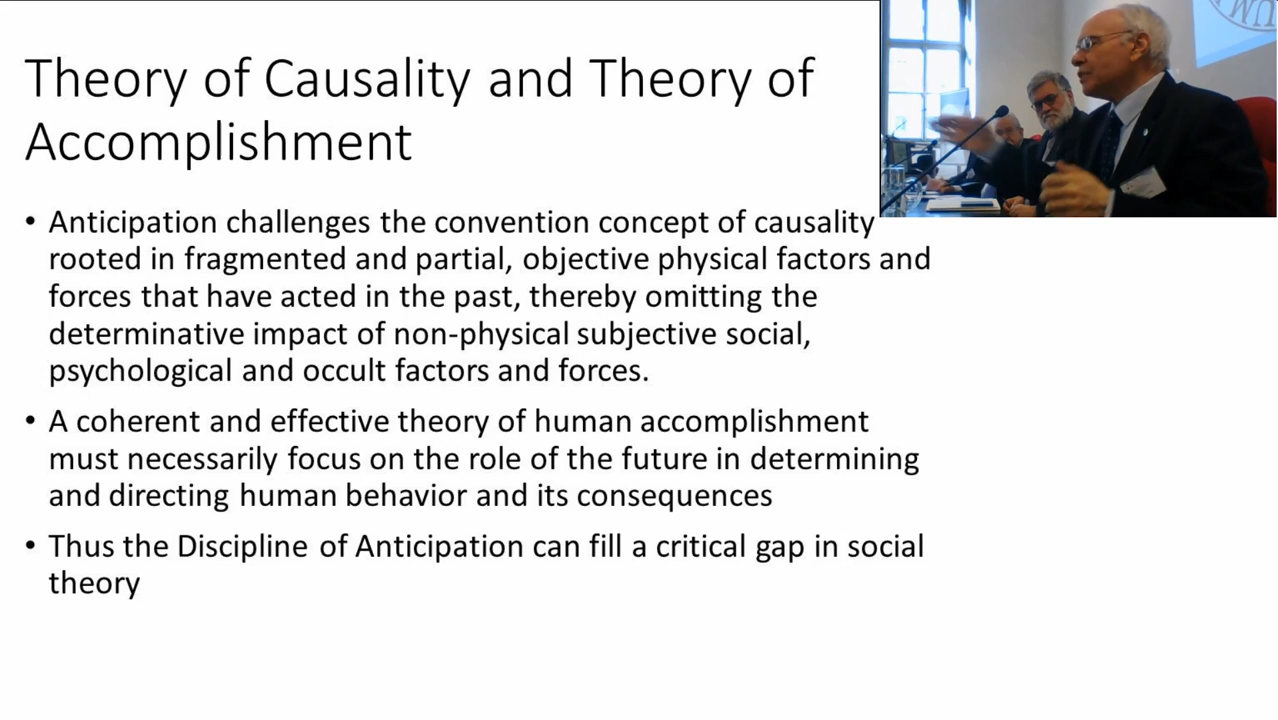 Theory of Causality and Theory of
Accomplishment
• Anticipation challenges the convention concept of causality
rooted in fragmented and partial, objective physical factors and
forces that have acted in the past, thereby omitting the
determinative impact of non-physical subjective social,
psychological and occult factors and forces.
• A coherent and effective theory of human accomplishment
must necessarily focus on the role of the future in determining
and directing human behavior and its consequences
• Thus the Discipline of Anticipation can fill a critical gap in social
theory